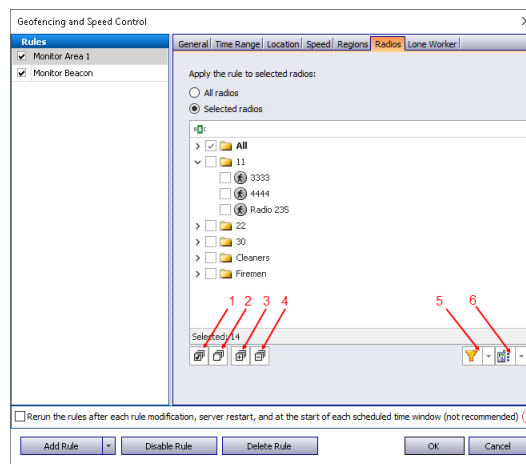 Geofencing and Speed Control
Rules
Monitor Area 1
Monitor Beacon
General Time Range Location Speed Regions Radios Lone Worker
Apply the rule to selected radios:
All radios
Selected radios
All
11
3333
4444
Radio 235
22
30
Cleaners
Firemen
1 2 3 4 5 6
Selected: 14
Rerun the rules after each rule modification, server restart, and at the start of each scheduled time window (not recommended)
Add Rule Disable Rule Delete Rule OK Cancel